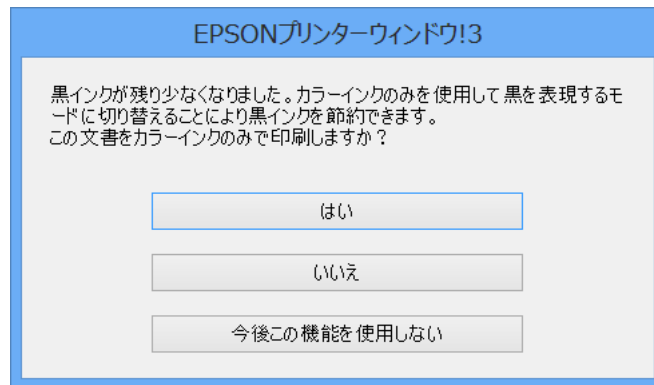 EPSONプリンターウィンドウ!3
黒インクが残り少なくなりました。カラーインクのみを使用して黒を表現するモ
ードに切り替えることにより黒インクを節約できます。
この文書をカラーインクのみで印刷しますか？
はい
いいえ
今後この機能を使用しない